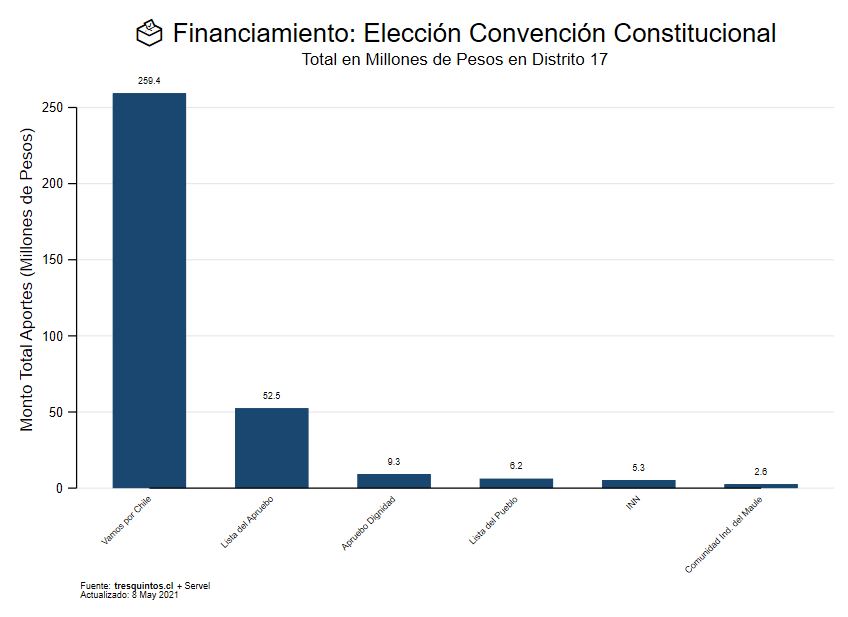 Financiamiento: Elección Convención Constitucional
Total en Millones de Pesos en Distrito 17
Monto Total Aportes (Millones de Pesos)
250
200
150
100
50
0
259.4
52.5
9.3
6.2
5.3
2.6
Vamos por Chile
Lista del Apruebo
Apruebo Dignidad
Lista del Pueblo
INN
Comunidad Ind. del Maule
Fuente: tresquintos.cl + Servel
Actualizado: 8 May 2021